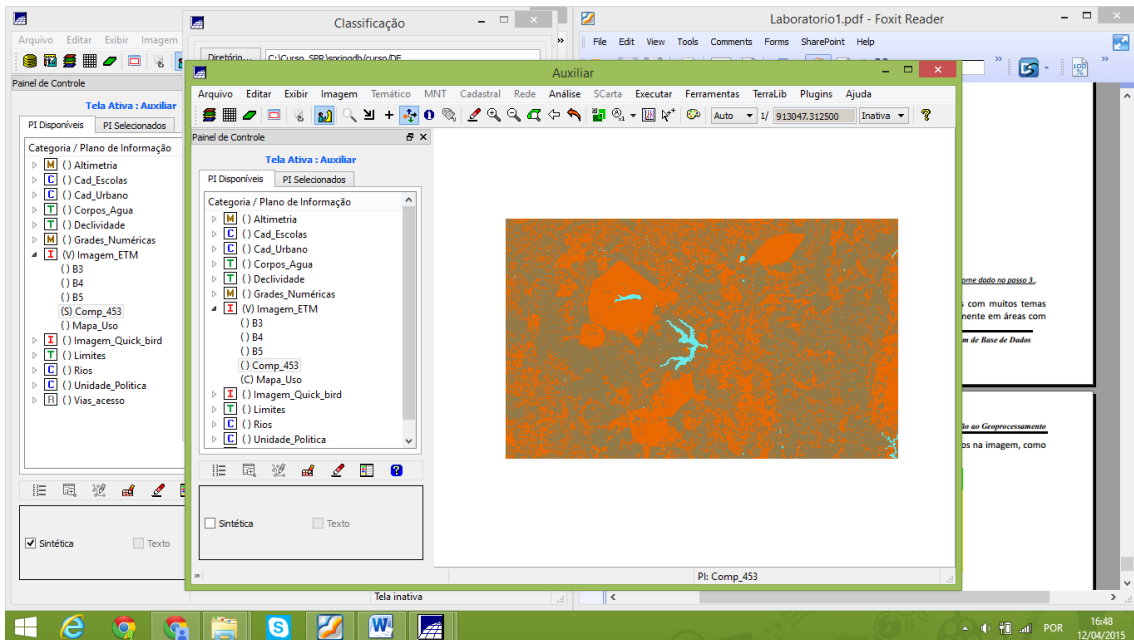 Classificação
Laboratorio1.pdf - Foxit Reader
Arquivo Editar Exibir Imagem
Diretório... C:\Curso_SPR\springdb/curso/DF
File Edit View Tools Comments Forms SharePoint Help
Painel de Controle
Tela Ativa : Auxiliar
PI Disponíveis PI Selecionados
Categoria / Plano de Informação
M () Altimetria
C () Cad_Escolas
C () Cad_Urbano
T () Corpos_Agua
T () Declividade
M () Grades_Numéricas
I (V) Imagem_ETM
() B3
() B4
() B5
(S) Comp_453
() Mapa_Uso
I () Imagem_Quick_bird
T () Limites
C () Rios
C () Unidade_Politica
R () Vias_acesso
Sintética Texto
Auxiliar
Arquivo Editar Exibir Imagem Temático MNT Cadastral Rede Análise SCarta Executar Ferramentas TerraLib Plugins Ajuda
Auto 1/ 913047.312500 Inativa
Painel de Controle
Tela Ativa : Auxiliar
PI Disponíveis PI Selecionados
Categoria / Plano de Informação
M () Altimetria
C () Cad_Escolas
C () Cad_Urbano
T () Corpos_Agua
T () Declividade
M () Grades_Numéricas
I (V) Imagem_ETM
() B3
() B4
() B5
() Comp_453
(C) Mapa_Uso
I () Imagem_Quick_bird
T () Limites
C () Rios
C () Unidade_Politica
Sintética Texto
PI: Comp_453
Tela inativa
ome dado no passo 3.,
s com muitos temas
mente em áreas com
m de Base de Dados
ão ao Geoprocessamento
os na imagem, como
POR
16:48
12/04/2015